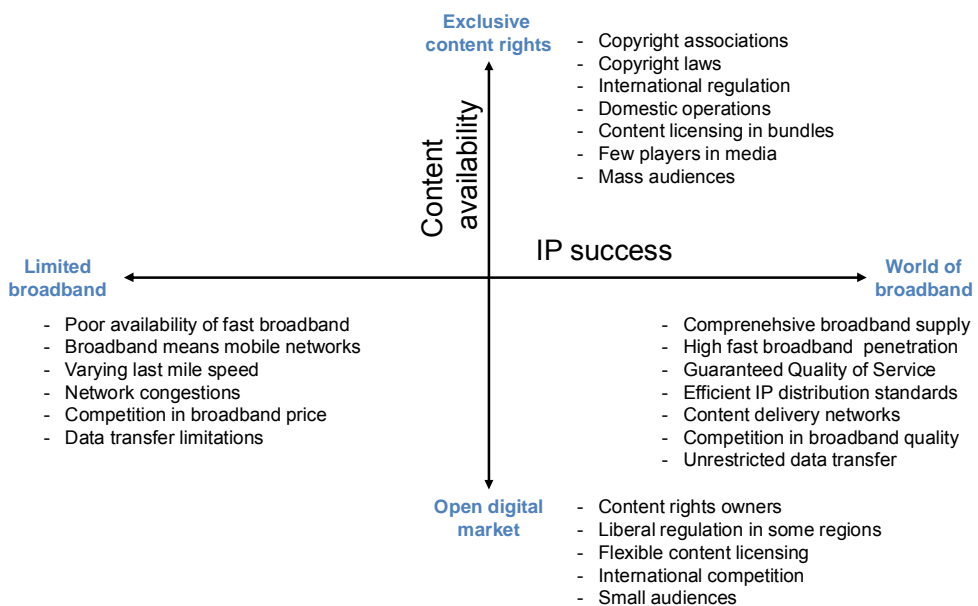 Exclusive
content rights
- Copyright associations
- Copyright laws
- International regulation
- Domestic operations
- Content licensing in bundles
- Few players in media
- Mass audiences
Content
availability
IP success
Limited
broadband
World of
broadband
- Poor availability of fast broadband
- Broadband means mobile networks
- Varying last mile speed
- Network congestions
- Competition in broadband price
- Data transfer limitations
- Comprenehsive broadband supply
- High fast broadband penetration
- Guaranteed Quality of Service
- Efficient IP distribution standards
- Content delivery networks
- Competition in broadband quality
- Unrestricted data transfer
Open digital
market
- Content rights owners
- Liberal regulation in some regions
- Flexible content licensing
- International competition
- Small audiences